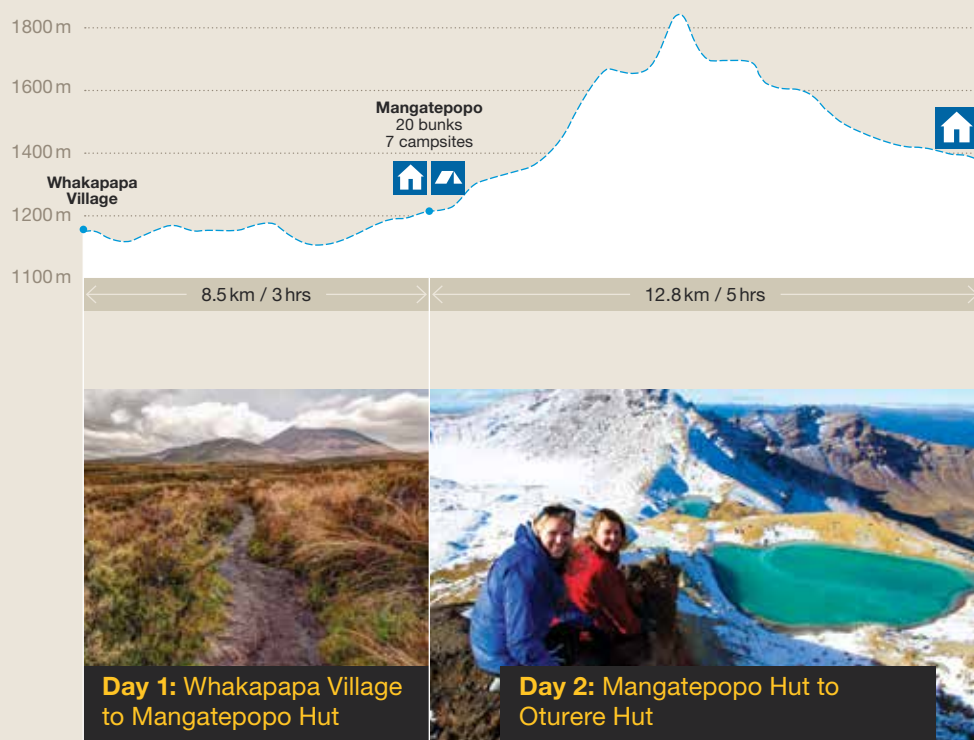 1800 m
1600 m
1400 m
1200 m
1100 m
Whakapapa
Village
Mangatepopo
20 bunks
7 campsites
8.5 km / 3 hrs
12.8 km / 5 hrs
Day 1: Whakapapa Village
to Mangatepopo Hut
Day 2: Mangatepopo Hut to
Oturere Hut